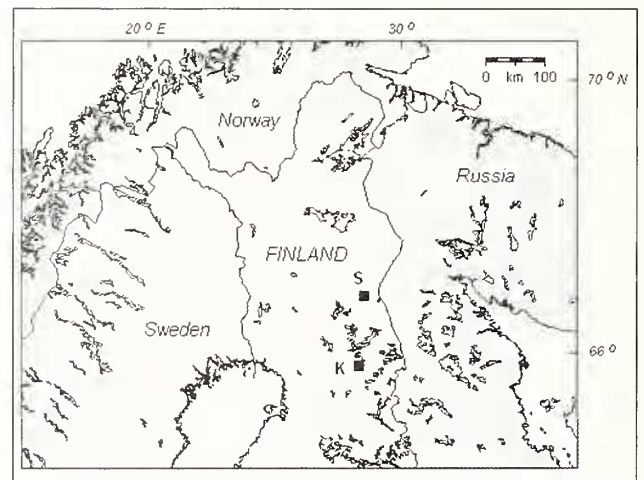 20 º E
30 º
0 km 100
70 º N
Norway
Russia
FINLAND
S
Sweden
K
66 º